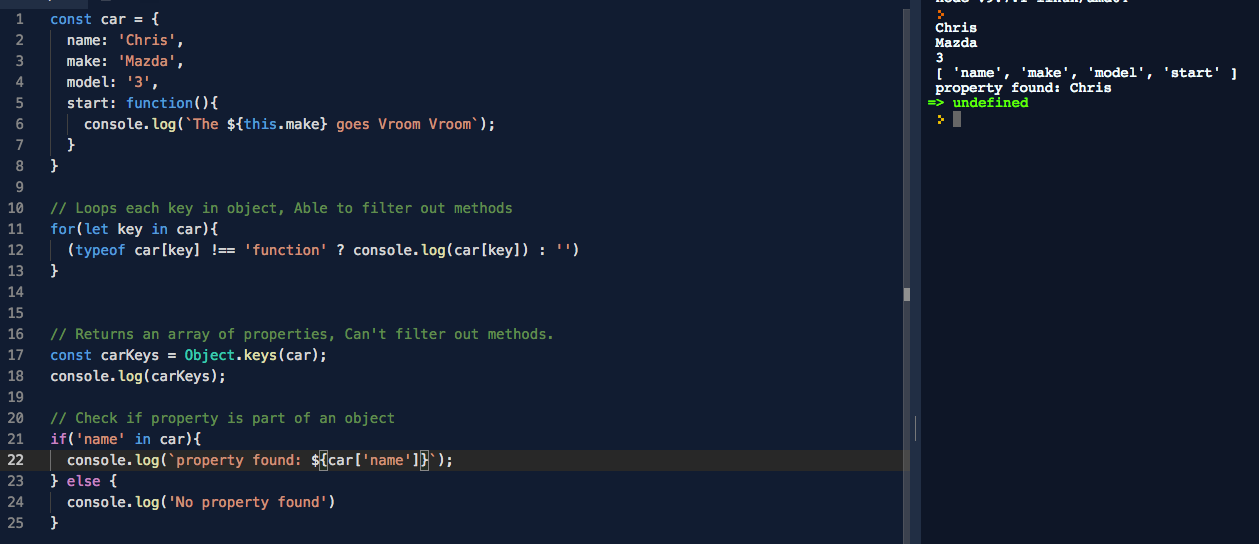 1 const car = {
2 name: 'Chris',
3 make: 'Mazda',
4 model: '3',
5 start: function(){
6 console.log(`The ${this.make} goes Vroom Vroom`);
7 }
8 }
9
10 // Loops each key in object, Able to filter out methods
11 for(let key in car){
12 (typeof car[key] !== 'function' ? console.log(car[key]) : '')
13 }
14
15
16 // Returns an array of properties, Can't filter out methods.
17 const carKeys = Object.keys(car);
18 console.log(carKeys);
19
20 // Check if property is part of an object
21 if('name' in car){
22 console.log(`property found: ${car['name']}`);
23 } else {
24 console.log('No property found')
25 }
Chris
Mazda
3
[ 'name', 'make', 'model', 'start' ]
property found: Chris
=> undefined